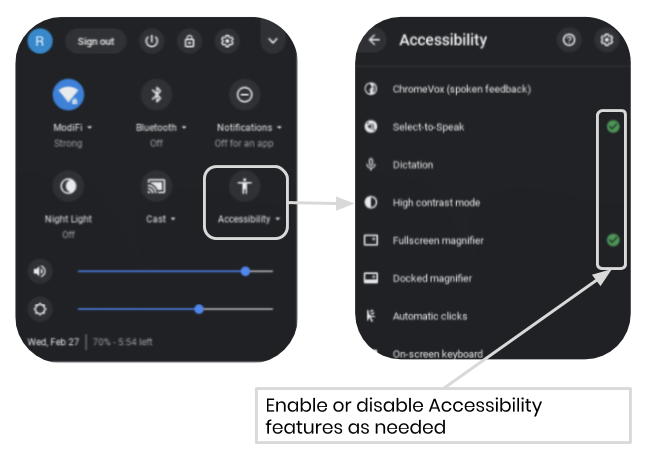 R Sign out
ModiFi
Strong
Bluetooth
Off
Notifications
Off for an app
Night Light
Off
Cast
Accessibility
Wed, Feb 27 | 70% - 5:54 left
Accessibility
ChromeVox (spoken feedback)
Select-to-Speak
Dictation
High contrast mode
Fullscreen magnifier
Docked magnifier
Automatic clicks
On-screen keyboard
Enable or disable Accessibility
features as needed